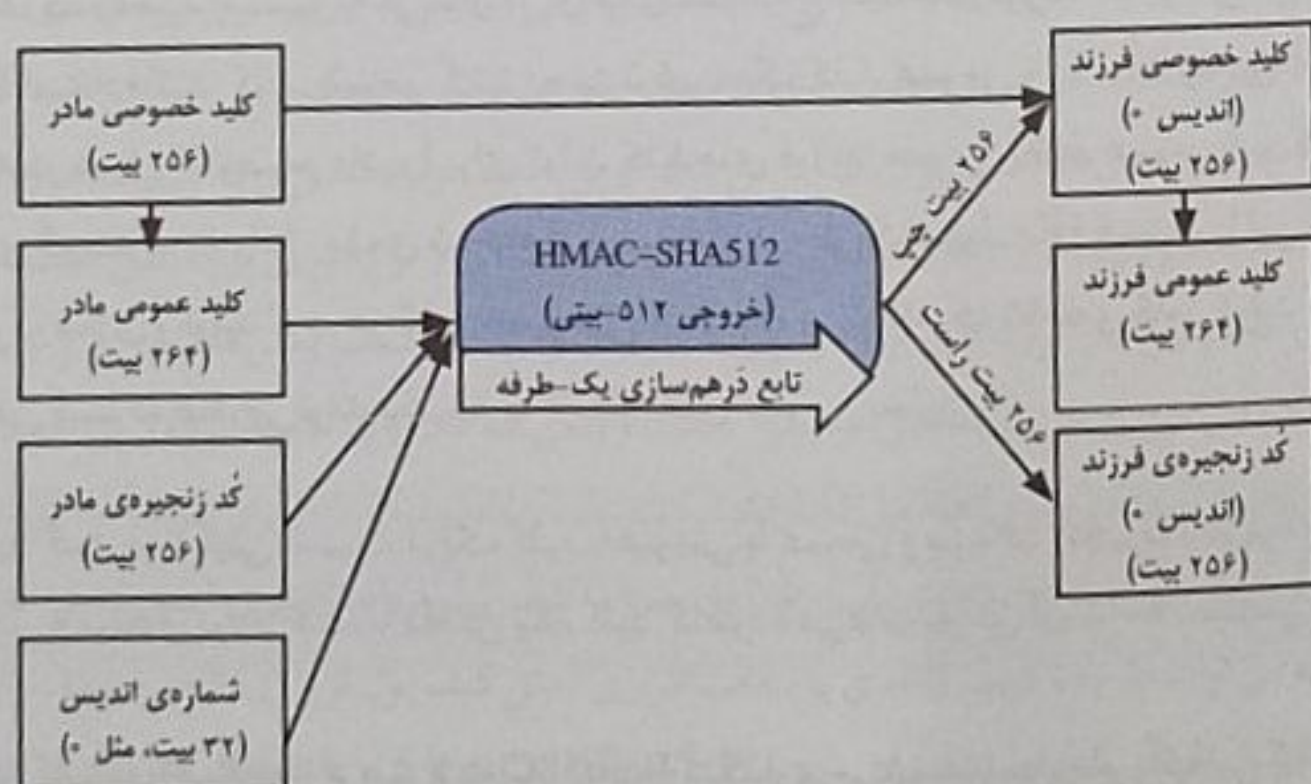 کلید خصوصی مادر
(۲۵۶ بیت)
کلید عمومی مادر
(۲۶۴ بیت)
کُد زنجیره‌ی مادر
(۲۵۶ بیت)
شماره‌ی اندیس
(۳۲ بیت، مثل ۰)
HMAC–SHA512
(خروجی ۵۱۲-بیتی)
تابع دَرهم‌سازی یک-طرفه
۲۵۶ بیت چپ
۲۵۶ بیت راست
کلید خصوصی فرزند
(اندیس ۰)
(۲۵۶ بیت)
کلید عمومی فرزند
(۲۶۴ بیت)
کُد زنجیره‌ی فرزند
(اندیس ۰)
(۲۵۶ بیت)